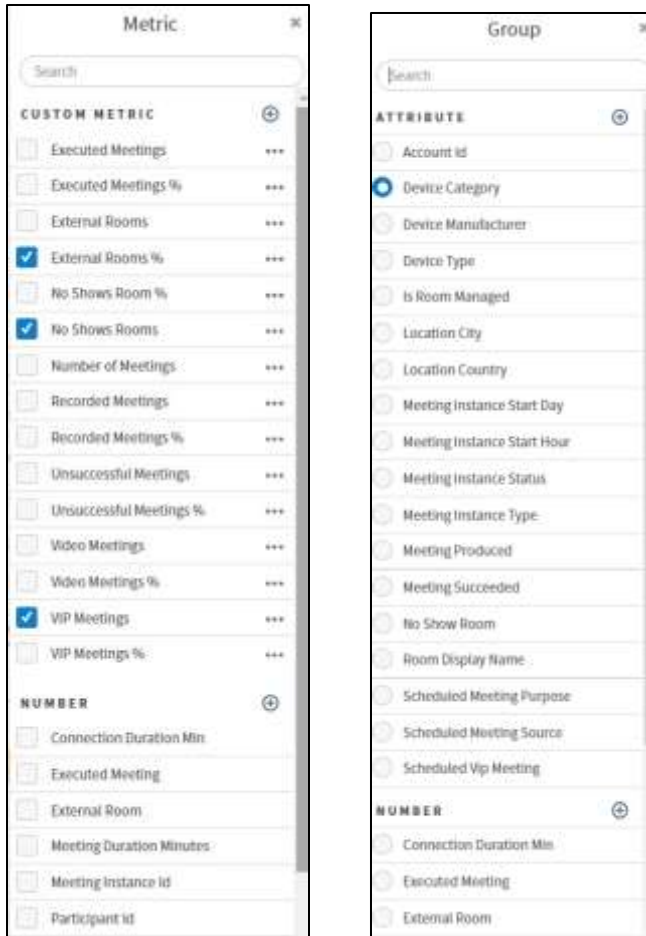 Metric
Search
CUSTOM METRIC
Executed Meetings
Executed Meetings %
External Rooms
External Rooms %
No Shows Room %
No Shows Rooms
Number of Meetings
Recorded Meetings
Recorded Meetings %
Unsuccessful Meetings
Unsuccessful Meetings %
Video Meetings
Video Meetings %
VIP Meetings
VIP Meetings %
NUMBER
Connection Duration Min
Executed Meeting
External Room
Meeting Duration Minutes
Meeting Instance Id
Participant Id
Group
Search
ATTRIBUTE
Account Id
Device Category
Device Manufacturer
Device Type
Is Room Managed
Location City
Location Country
Meeting Instance Start Day
Meeting Instance Start Hour
Meeting Instance Status
Meeting Instance Type
Meeting Produced
Meeting Succeeded
No Show Room
Room Display Name
Scheduled Meeting Purpose
Scheduled Meeting Source
Scheduled Vip Meeting
NUMBER
Connection Duration Min
Executed Meeting
External Room